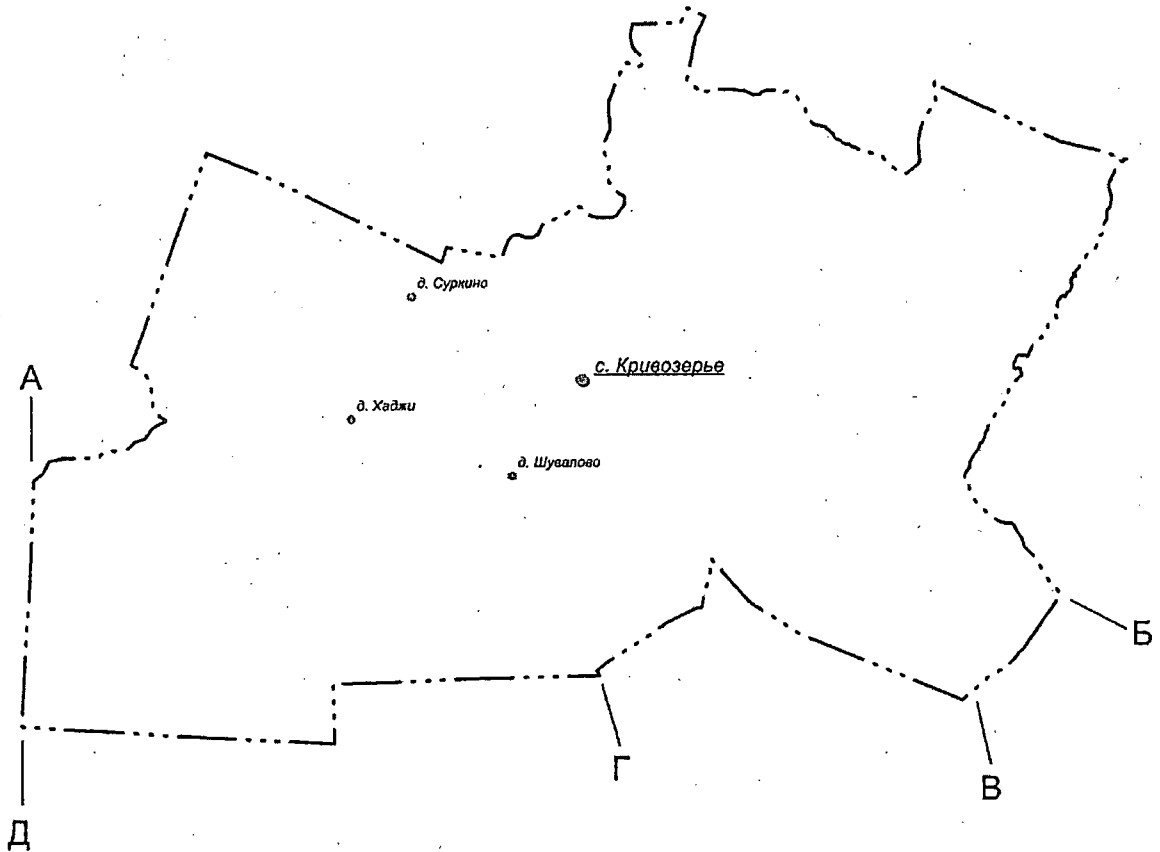 д. Суркино
с. Кривозерье
А
д. Хаджи
д. Шувалово
Б
Г
В
Д